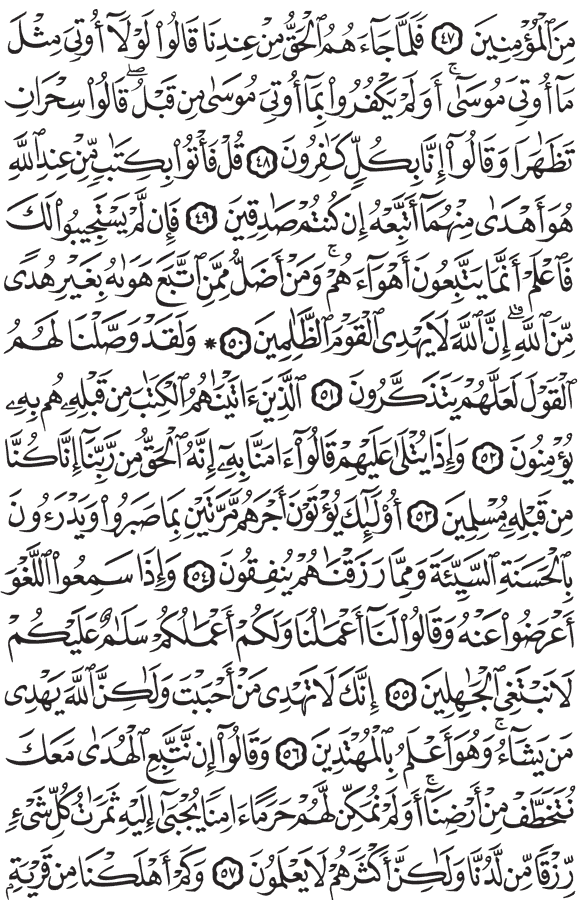 مِنَ ٱلْمُؤْمِنِينَ ٤٧ فَلَمَّا جَآءَهُمُ ٱلْحَقُّ مِنْ عِندِنَا قَالُوا۟ لَوْلَآ أُوتِىَ مِثْلَ
مَآ أُوتِىَ مُوسَىٰٓ ۚ أَوَلَمْ يَكْفُرُوا۟ بِمَآ أُوتِىَ مُوسَىٰ مِن قَبْلُ ۖ قَالُوا۟ سِحْرَانِ
تَظَـٰهَرَا وَقَالُوٓا۟ إِنَّا بِكُلٍّ كَـٰفِرُونَ ٤٨ قُلْ فَأْتُوا۟ بِكِتَـٰبٍ مِّنْ عِندِ ٱللَّهِ
هُوَ أَهْدَىٰ مِنْهُمَآ أَتَّبِعْهُ إِن كُنتُمْ صَـٰدِقِينَ ٤٩ فَإِن لَّمْ يَسْتَجِيبُوا۟ لَكَ
فَٱعْلَمْ أَنَّمَا يَتَّبِعُونَ أَهْوَآءَهُمْ ۚ وَمَنْ أَضَلُّ مِمَّنِ ٱتَّبَعَ هَوَىٰهُ بِغَيْرِ هُدًى
مِّنَ ٱللَّهِ ۚ إِنَّ ٱللَّهَ لَا يَهْدِى ٱلْقَوْمَ ٱلظَّـٰلِمِينَ ٥٠ * وَلَقَدْ وَصَّلْنَا لَهُمُ
ٱلْقَوْلَ لَعَلَّهُمْ يَتَذَكَّرُونَ ٥١ ٱلَّذِينَ ءَاتَيْنَـٰهُمُ ٱلْكِتَـٰبَ مِن قَبْلِهِۦ هُم بِهِۦ
يُؤْمِنُونَ ٥٢ وَإِذَا يُتْلَىٰ عَلَيْهِمْ قَالُوٓا۟ ءَامَنَّا بِهِۦٓ إِنَّهُ ٱلْحَقُّ مِن رَّبِّنَآ إِنَّا كُنَّا
مِن قَبْلِهِۦ مُسْلِمِينَ ٥٣ أُو۟لَـٰٓئِكَ يُؤْتَوْنَ أَجْرَهُم مَّرَّتَيْنِ بِمَا صَبَرُوا۟ وَيَدْرَءُونَ
بِٱلْحَسَنَةِ ٱلسَّيِّئَةَ وَمِمَّا رَزَقْنَـٰهُمْ يُنفِقُونَ ٥٤ وَإِذَا سَمِعُوا۟ ٱللَّغْوَ
أَعْرَضُوا۟ عَنْهُ وَقَالُوا۟ لَنَآ أَعْمَـٰلُنَا وَلَكُمْ أَعْمَـٰلُكُمْ سَلَـٰمٌ عَلَيْكُمْ
لَا نَبْتَغِى ٱلْجَـٰهِلِينَ ٥٥ إِنَّكَ لَا تَهْدِى مَنْ أَحْبَبْتَ وَلَـٰكِنَّ ٱللَّهَ يَهْدِى
مَن يَشَآءُ ۚ وَهُوَ أَعْلَمُ بِٱلْمُهْتَدِينَ ٥٦ وَقَالُوٓا۟ إِن نَّتَّبِعِ ٱلْهُدَىٰ مَعَكَ
نُتَخَطَّفْ مِنْ أَرْضِنَآ ۚ أَوَلَمْ نُمَكِّن لَّهُمْ حَرَمًا ءَامِنًا يُجْبَىٰٓ إِلَيْهِ ثَمَرَٰتُ كُلِّ شَىْءٍ
رِّزْقًا مِّن لَّدُنَّا وَلَـٰكِنَّ أَكْثَرَهُمْ لَا يَعْلَمُونَ ٥٧ وَكَمْ أَهْلَكْنَا مِن قَرْيَةٍۭ